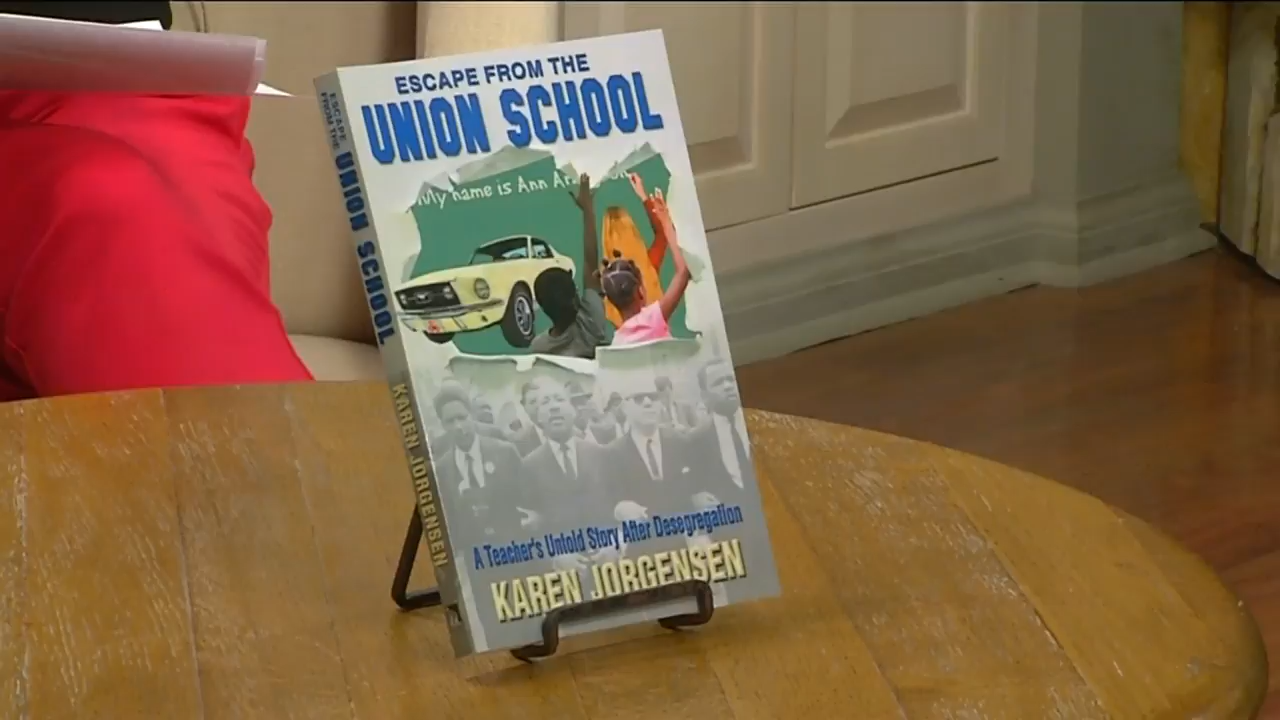 ESCAPE FROM THE
UNION SCHOOL
My name is Ann
A Teacher's Untold Story After Desegregation
KAREN JORGENSEN
ESCAPE
FROM THE
UNION SCHOOL
KAREN JORGENSEN